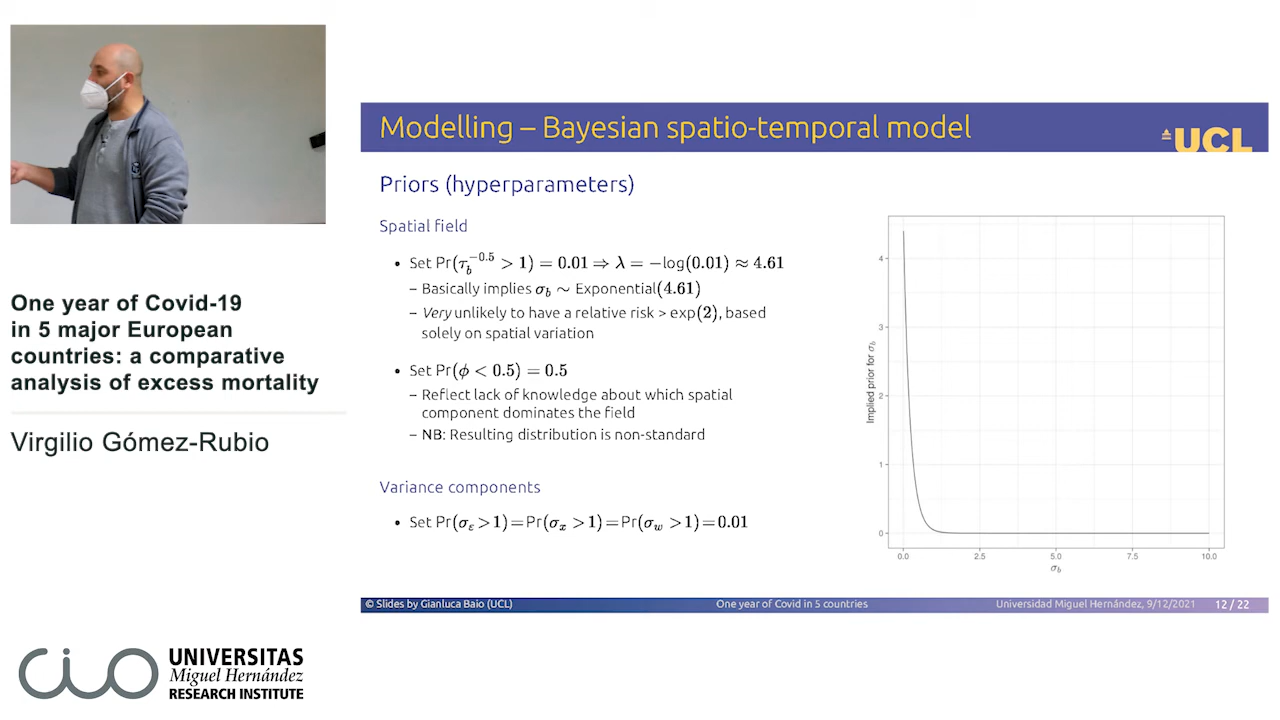 Modelling – Bayesian spatio-temporal model
UCL
Priors (hyperparameters)
Spatial field
• Set Pr(τ_b^−0.5 > 1) = 0.01 ⇒ λ = −log(0.01) ≈ 4.61
– Basically implies σ_b ∼ Exponential(4.61)
– Very unlikely to have a relative risk > exp(2), based
solely on spatial variation
• Set Pr(ϕ < 0.5) = 0.5
– Reflect lack of knowledge about which spatial
component dominates the field
– NB: Resulting distribution is non-standard
Variance components
• Set Pr(σ_ε > 1) = Pr(σ_x > 1) = Pr(σ_w > 1) = 0.01
Implied prior for σ_b
4
3
2
1
0
0.0 2.5 5.0 7.5 10.0
σ_b
© Slides by Gianluca Baio (UCL) One year of Covid in 5 countries Universidad Miguel Hernández, 9/12/2021 12 / 22
One year of Covid-19
in 5 major European
countries: a comparative
analysis of excess mortality
Virgilio Gómez-Rubio
cio
UNIVERSITAS
Miguel Hernández
RESEARCH INSTITUTE